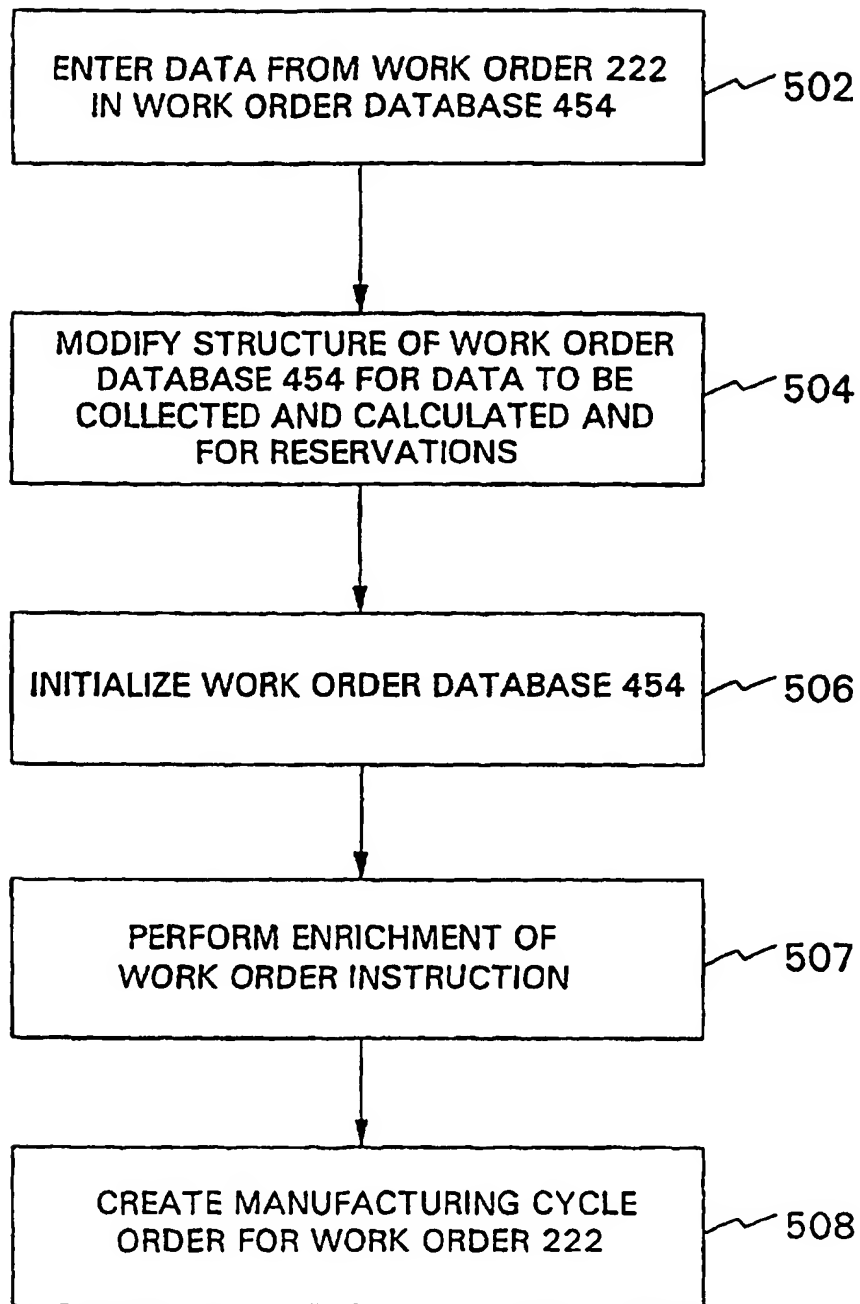 ENTER DATA FROM WORK ORDER 222
IN WORK ORDER DATABASE 454
502
MODIFY STRUCTURE OF WORK ORDER
DATABASE 454 FOR DATA TO BE
COLLECTED AND CALCULATED AND
FOR RESERVATIONS
504
INITIALIZE WORK ORDER DATABASE 454
506
PERFORM ENRICHMENT OF
WORK ORDER INSTRUCTION
507
CREATE MANUFACTURING CYCLE
ORDER FOR WORK ORDER 222
508